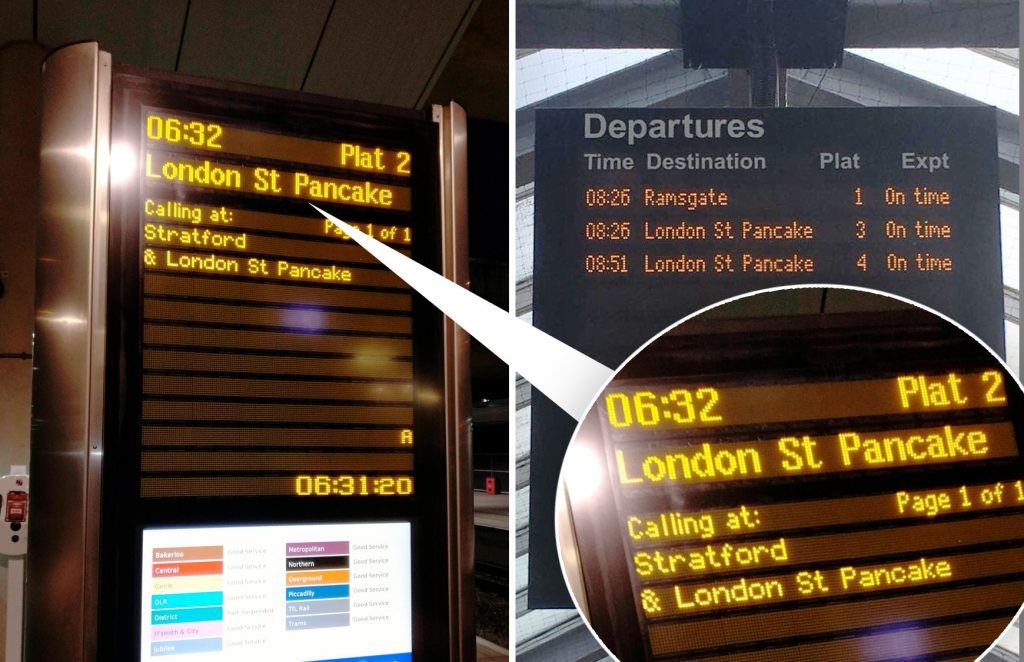 06:32
Plat 2
London St Pancake
Calling at:
Page 1 of 1
Stratford
& London St Pancake
A
06:31:20
Bakerloo Good Service
Central Good Service
Circle Good Service
DLR Good Service
District Part Suspended
H'smith & City Good Service
Jubilee Good Service
Metropolitan Good Service
Northern Good Service
Overground Good Service
Piccadilly Good Service
TfL Rail Good Service
Trams Good Service
Departures
Time Destination Plat Expt
08:26 Ramsgate 1 On time
08:26 London St Pancake 3 On time
08:51 London St Pancake 4 On time
06:32 Plat 2
London St Pancake
Page 1 of 1
Calling at:
Stratford
& London St Pancake